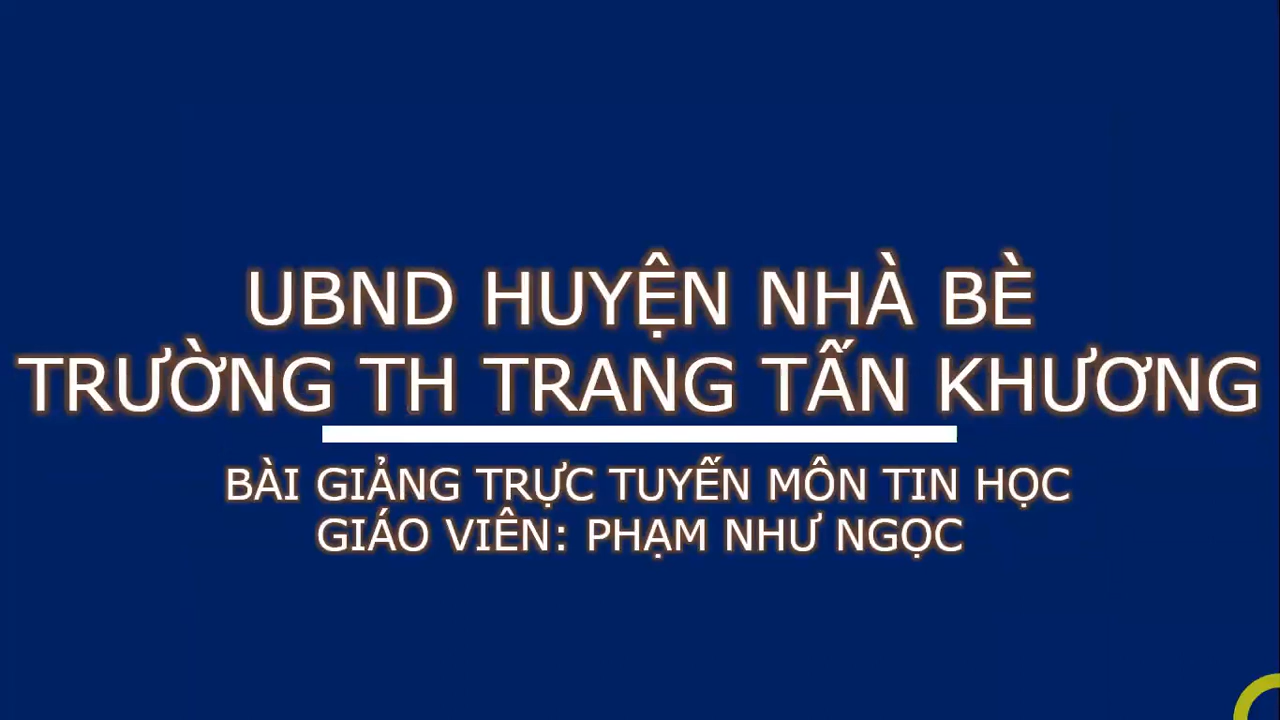 UBND HUYỆN NHÀ BÈ
TRƯỜNG TH TRANG TẤN KHƯƠNG
BÀI GIẢNG TRỰC TUYẾN MÔN TIN HỌC
GIÁO VIÊN: PHẠM NHƯ NGỌC